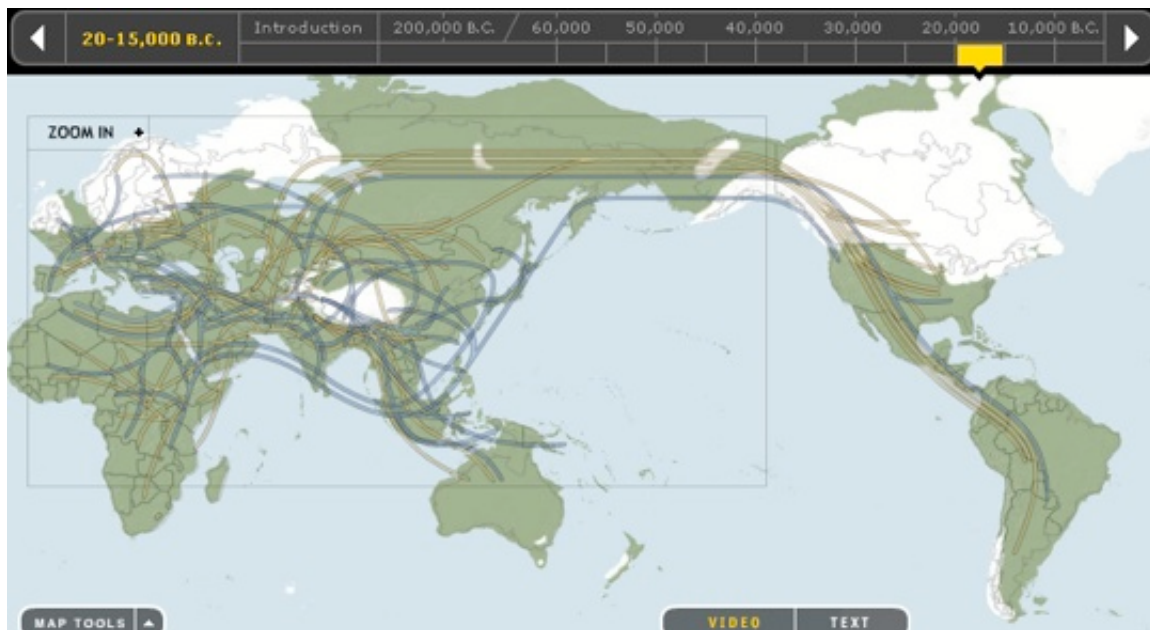 20-15,000 B.C. Introduction 200,000 B.C. 60,000 50,000 40,000 30,000 20,000 10,000 B.C.
ZOOM IN +
MAP TOOLS VIDEO TEXT